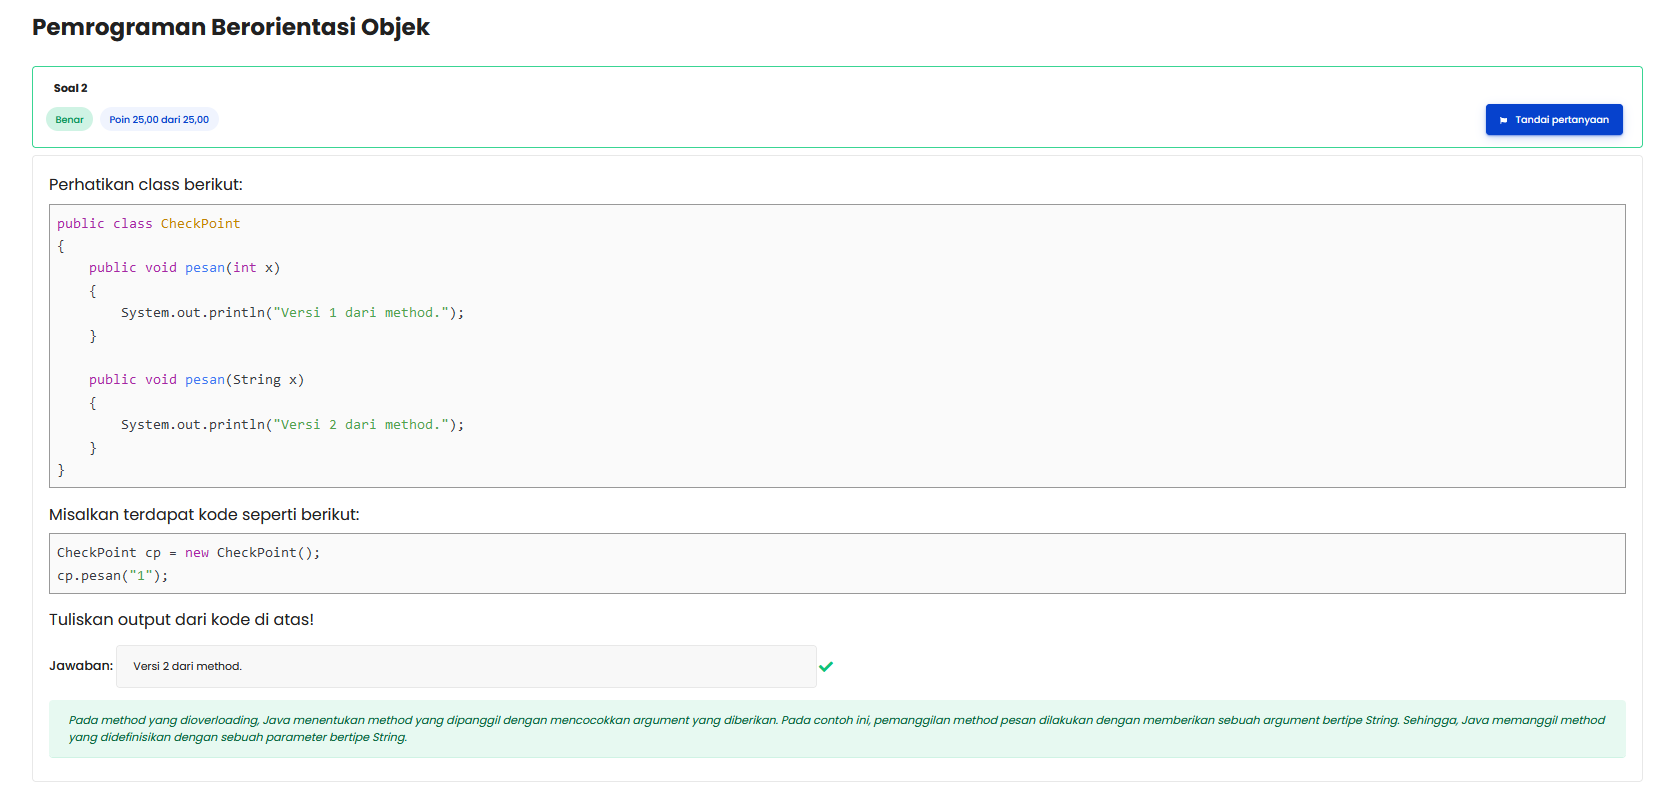 Pemrograman Berorientasi Objek
Soal 2
Benar
Poin 25,00 dari 25,00
Tandai pertanyaan
Perhatikan class berikut:
public class CheckPoint
{
    public void pesan(int x)
    {
        System.out.println("Versi 1 dari method.");
    }

    public void pesan(String x)
    {
        System.out.println("Versi 2 dari method.");
    }
}
Misalkan terdapat kode seperti berikut:
CheckPoint cp = new CheckPoint();
cp.pesan("1");
Tuliskan output dari kode di atas!
Jawaban: Versi 2 dari method.
Pada method yang dioverloading, Java menentukan method yang dipanggil dengan mencocokkan argument yang diberikan. Pada contoh ini, pemanggilan method pesan dilakukan dengan memberikan sebuah argument bertipe String. Sehingga, Java memanggil method
yang didefinisikan dengan sebuah parameter bertipe String.